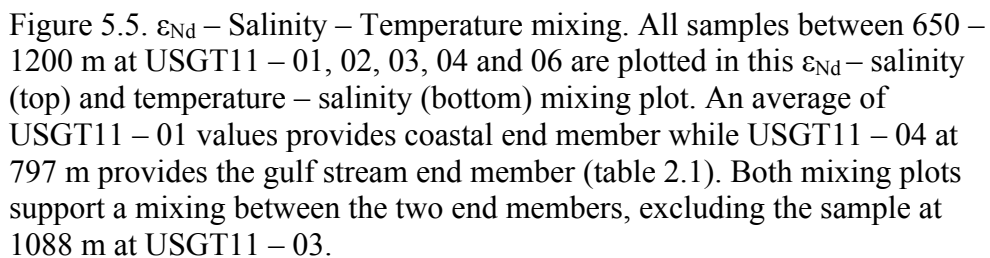 Figure 5.5. εNd – Salinity – Temperature mixing. All samples between 650 –
1200 m at USGT11 – 01, 02, 03, 04 and 06 are plotted in this εNd – salinity
(top) and temperature – salinity (bottom) mixing plot. An average of
USGT11 – 01 values provides coastal end member while USGT11 – 04 at
797 m provides the gulf stream end member (table 2.1). Both mixing plots
support a mixing between the two end members, excluding the sample at
1088 m at USGT11 – 03.